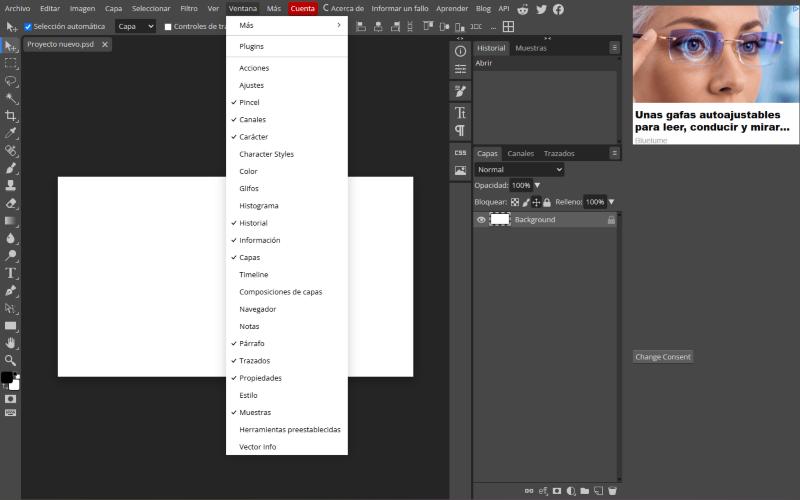 Archivo Editar Imagen Capa Seleccionar Filtro Ver Ventana Más Cuenta C Acerca de Informar un fallo Aprender Blog API
Selección automática Capa Controles de tra ...
Proyecto nuevo.psd
Más
Plugins
Acciones
Ajustes
Pincel
Canales
Carácter
Character Styles
Color
Glifos
Histograma
Historial
Información
Capas
Timeline
Composiciones de capas
Navegador
Notas
Párrafo
Trazados
Propiedades
Estilo
Muestras
Herramientas preestablecidas
Vector Info
CSS
Historial Muestras
Abrir
Capas Canales Trazados
Normal
Opacidad: 100%
Bloquear: Relleno: 100%
Background
eff
Unas gafas autoajustables
para leer, conducir y mirar...
Bluelume
Change Consent